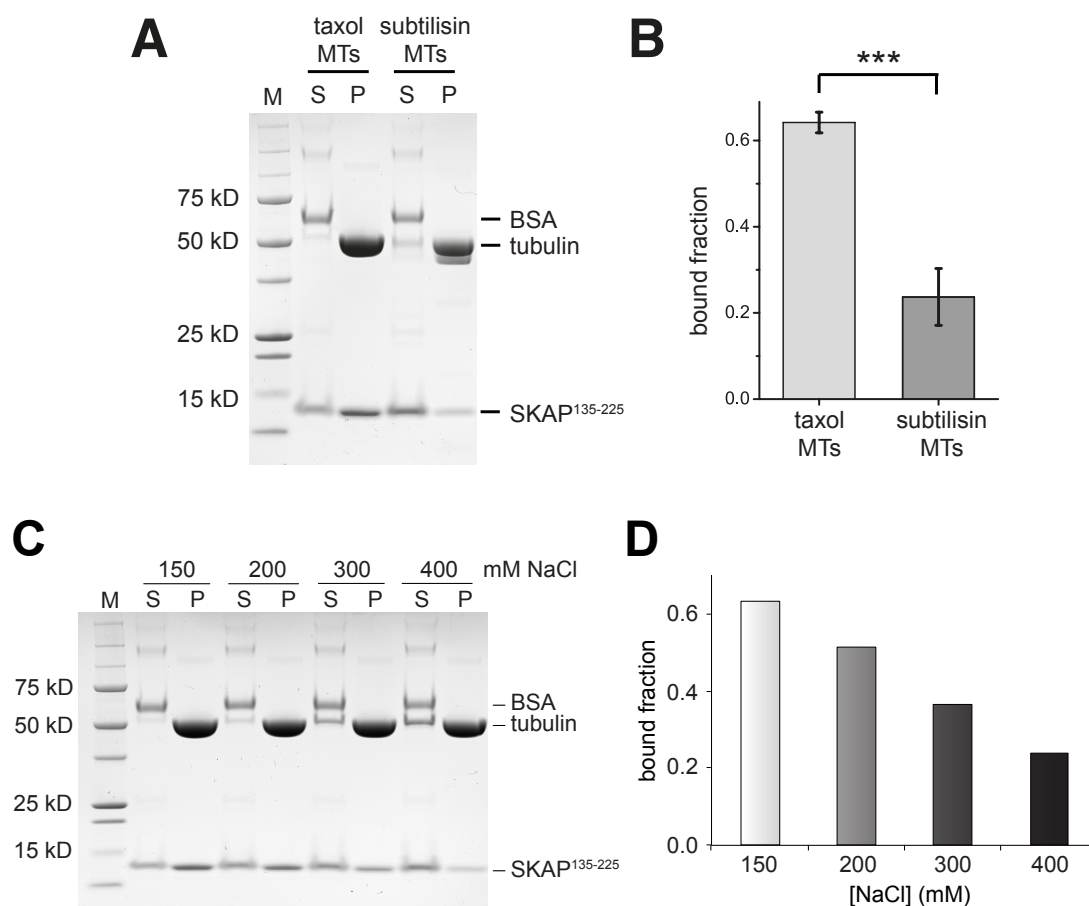 A
taxol MTs
subtilisin MTs
M S P S P
75 kD
50 kD
25 kD
15 kD
BSA
tubulin
SKAP135-225
B
***
bound fraction
0.6
0.4
0.2
0.0
taxol MTs
subtilisin MTs
C
150 200 300 400 mM NaCl
M S P S P S P S P
75 kD
50 kD
25 kD
15 kD
BSA
tubulin
SKAP135-225
D
bound fraction
0.6
0.4
0.2
0.0
150 200 300 400
[NaCl] (mM)